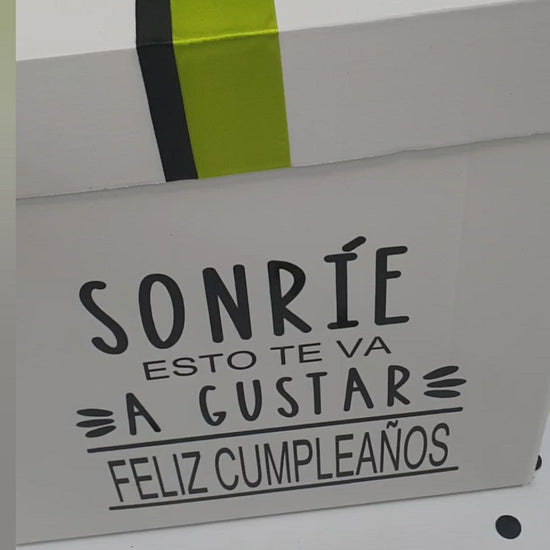 SONRÍE
ESTO TE VA
A GUSTAR
FELIZ CUMPLEAÑOS